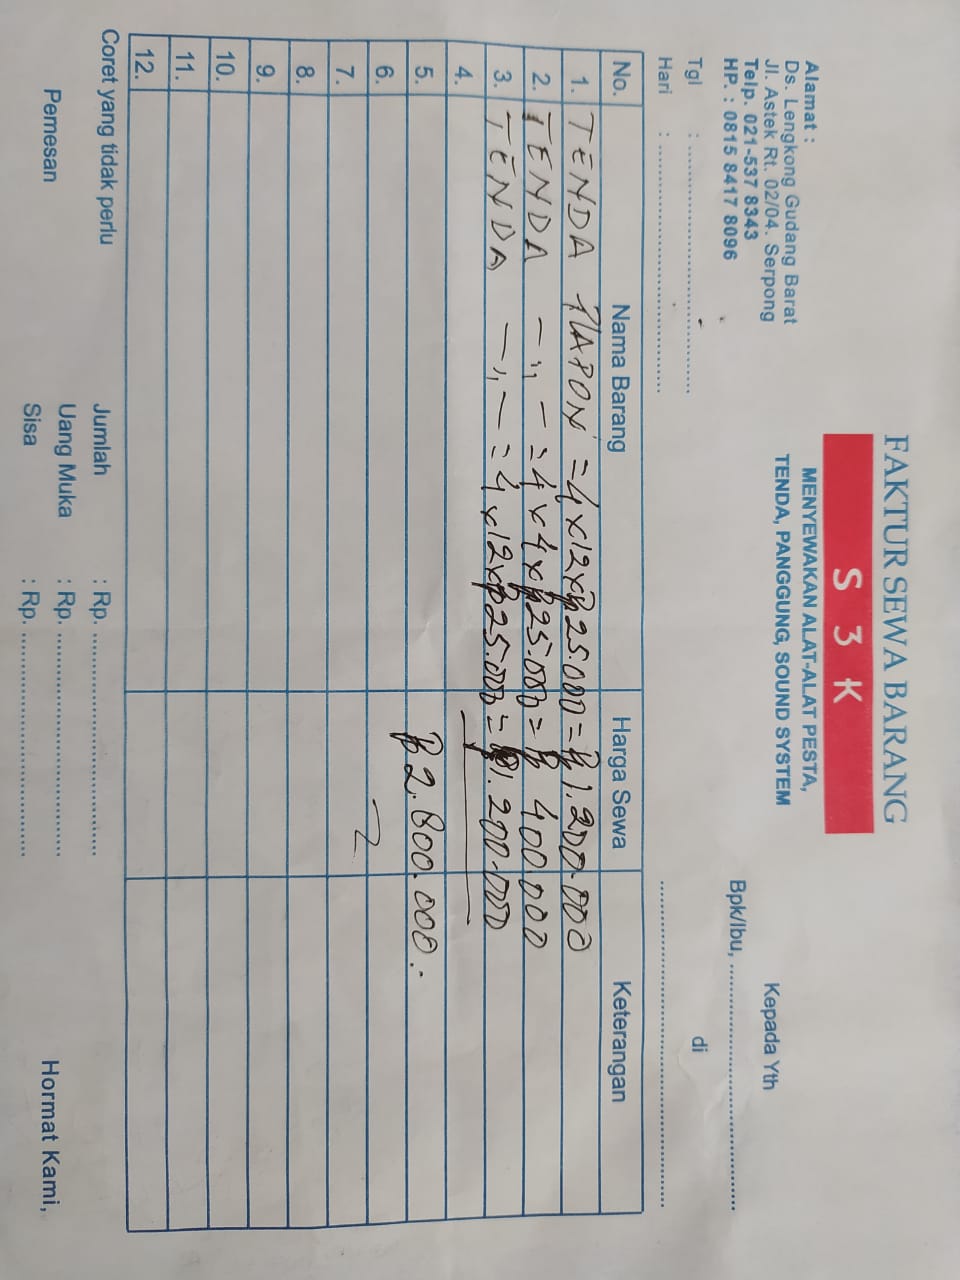 FAKTUR SEWA BARANG
S 3 K
MENYEWAKAN ALAT-ALAT PESTA,
TENDA, PANGGUNG, SOUND SYSTEM
Alamat :
Ds. Lengkong Gudang Barat
Jl. Astek Rt. 02/04. Serpong
Telp. 021-537 8343
HP. : 0815 8417 8096
Kepada Yth
Bpk/Ibu, ..........
di
Tgl : ..........
Hari : ..........
No. Nama Barang Harga Sewa Keterangan
1. TENDA PLAPON = 4 x 12 x Rp 25.000 = Rp 1.200.000
2. TENDA —„— = 4 x 4 x Rp 25.000 = Rp 400.000
3. TENDA —„— = 4 x 12 x Rp 25.000 = Rp 1.200.000
4.
5. Rp 2.800.000.-
6.
7.
8.
9.
10.
11.
12.
Coret yang tidak perlu
Jumlah : Rp. ..........
Uang Muka : Rp. ..........
Sisa : Rp. ..........
Pemesan
Hormat Kami,